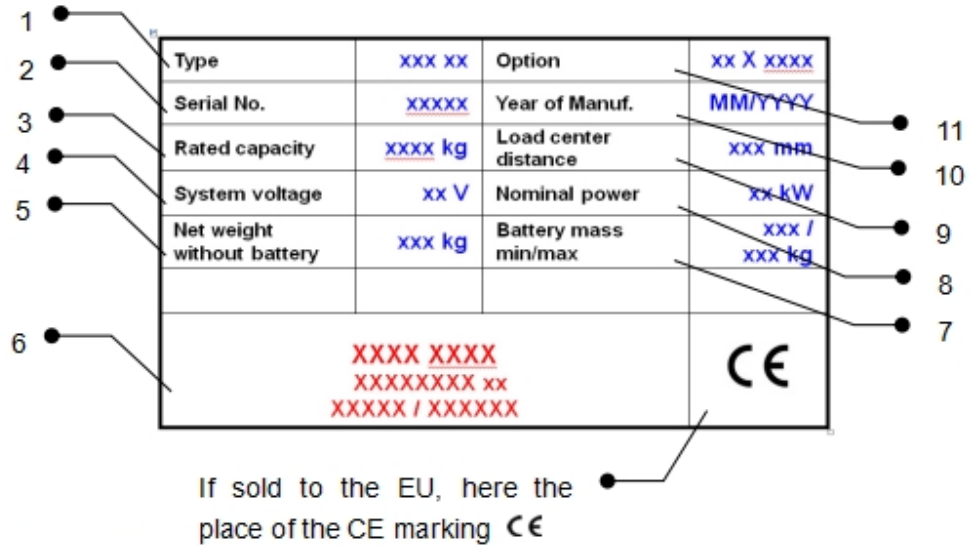 1
2
3
4
5
6
Type xxx xx Option xx X xxxx
Serial No. xxxxx Year of Manuf. MM/YYYY
Rated capacity xxxx kg Load center
distance xxx mm
System voltage xx V Nominal power xx kW
Net weight
without battery xxx kg Battery mass
min/max xxx /
xxx kg
XXXX XXXX
XXXXXXXX xx
XXXXX / XXXXXX
CE
11
10
9
8
7
If sold to the EU, here the
place of the CE marking CE